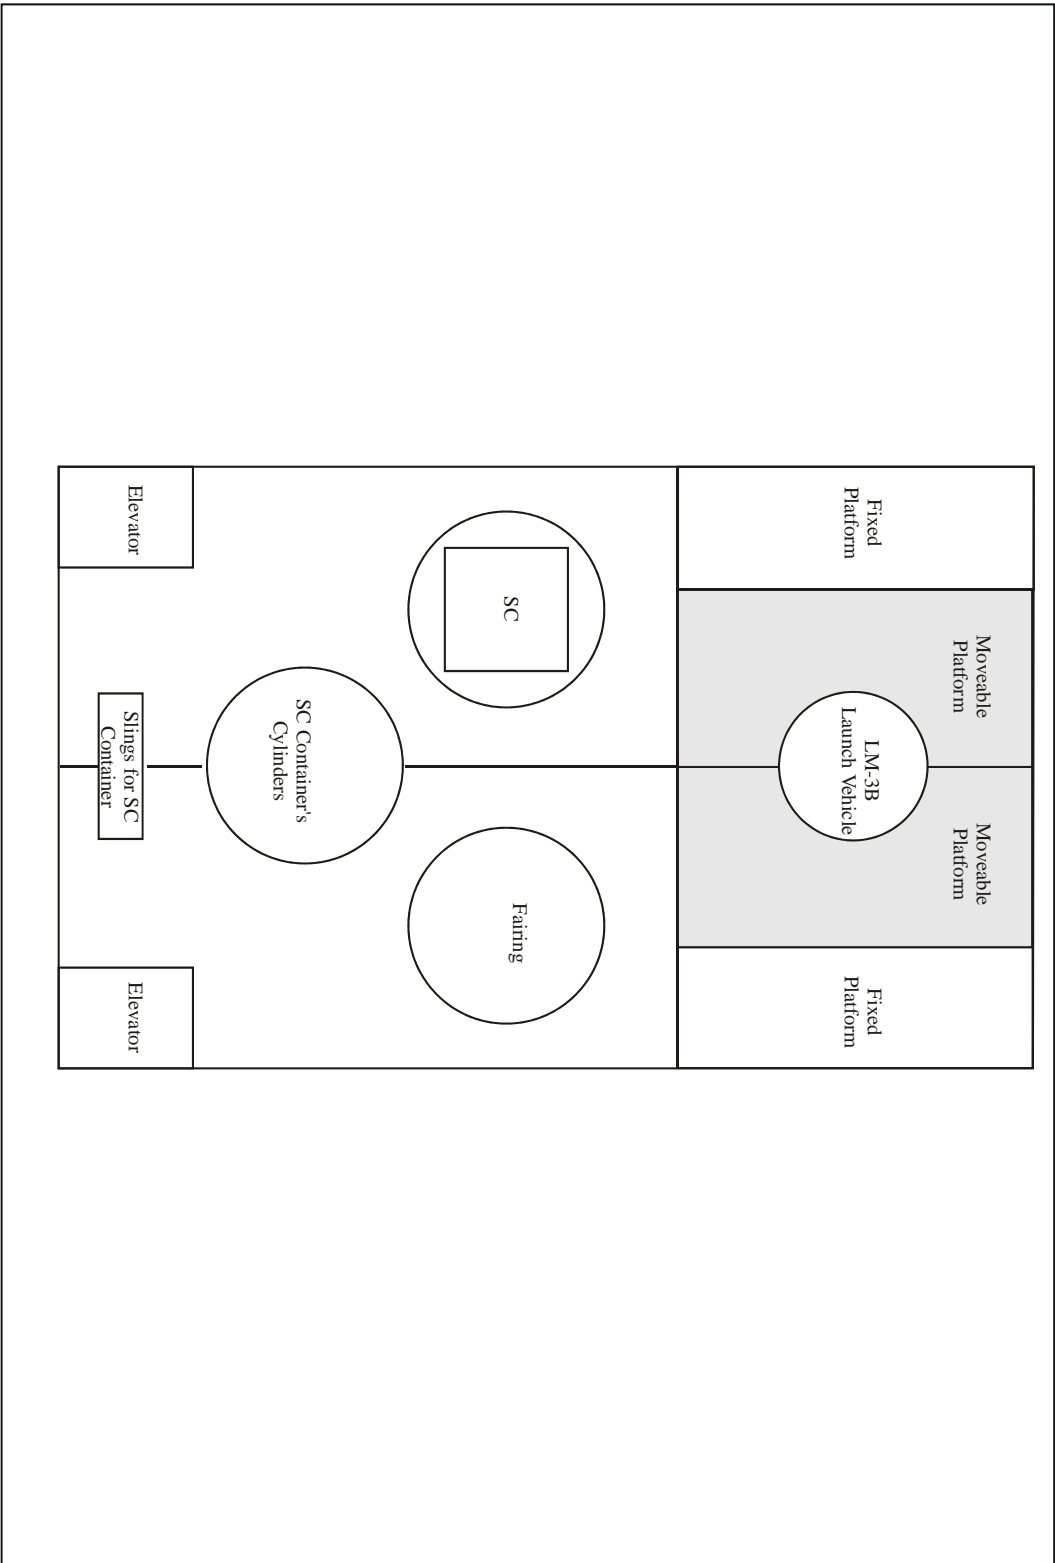 Fixed
Platform
Moveable
Platform
Moveable
Platform
Fixed
Platform
LM-3B
Launch Vehicle
SC
Fairing
SC Container's
Cylinders
Elevator
Slings for SC
Container
Elevator